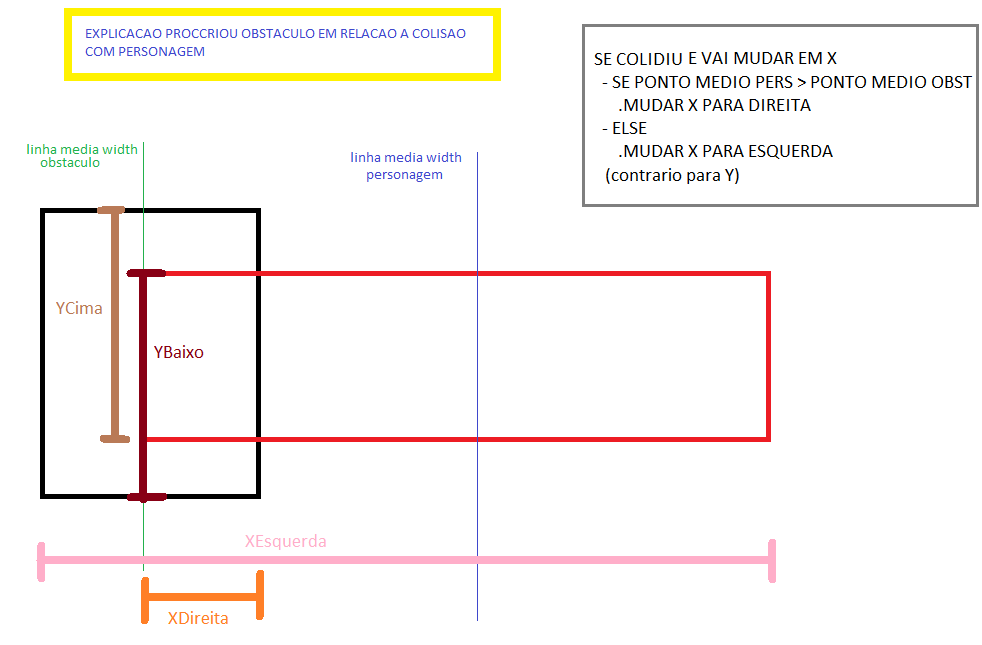 EXPLICACAO PROCCRIOU OBSTACULO EM RELACAO A COLISAO
COM PERSONAGEM
SE COLIDIU E VAI MUDAR EM X
- SE PONTO MEDIO PERS > PONTO MEDIO OBST
.MUDAR X PARA DIREITA
- ELSE
.MUDAR X PARA ESQUERDA
(contrario para Y)
linha media width
obstaculo
linha media width
personagem
YCima
YBaixo
XEsquerda
XDireita